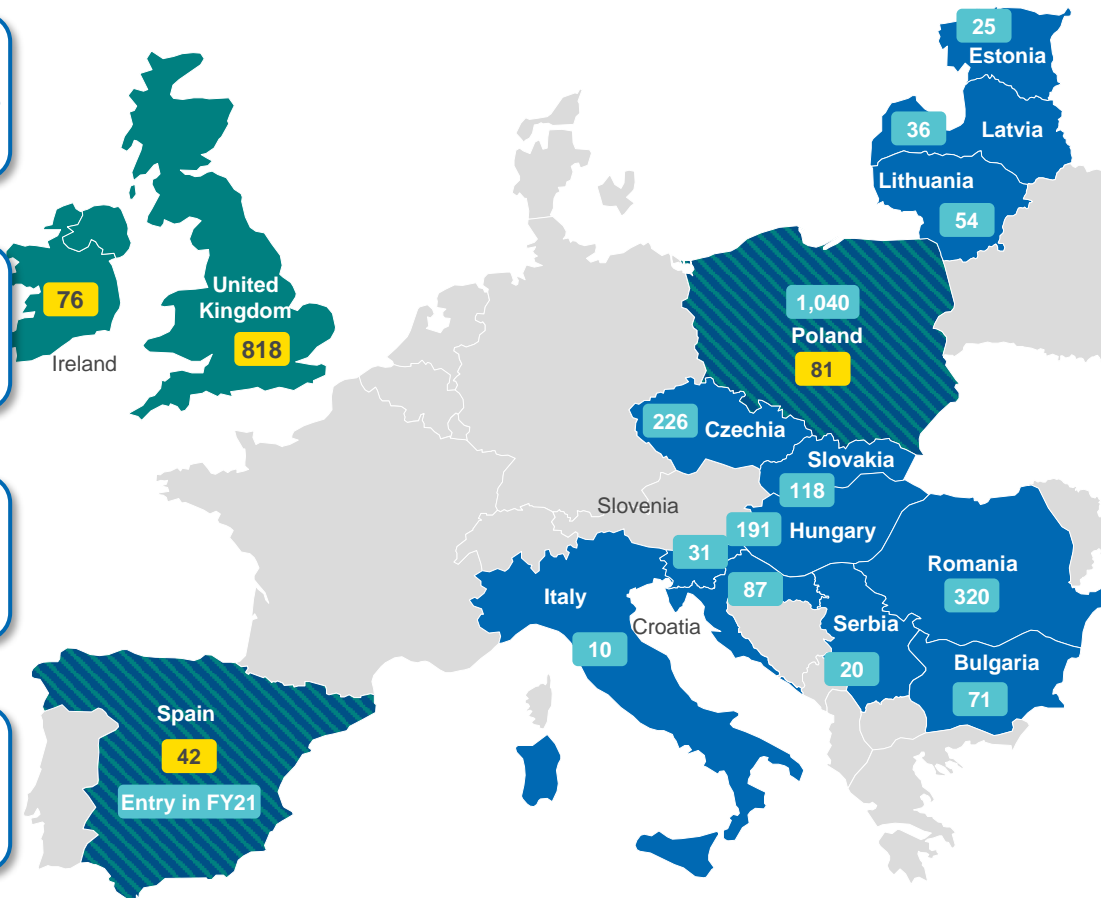 25
Estonia
36
Latvia
Lithuania
54
76
Ireland
United
Kingdom
818
1,040
Poland
81
226
Czechia
Slovakia
118
Slovenia
191
Hungary
31
Romania
320
87
Italy
Croatia
10
Serbia
20
Bulgaria
71
Spain
42
Entry in FY21